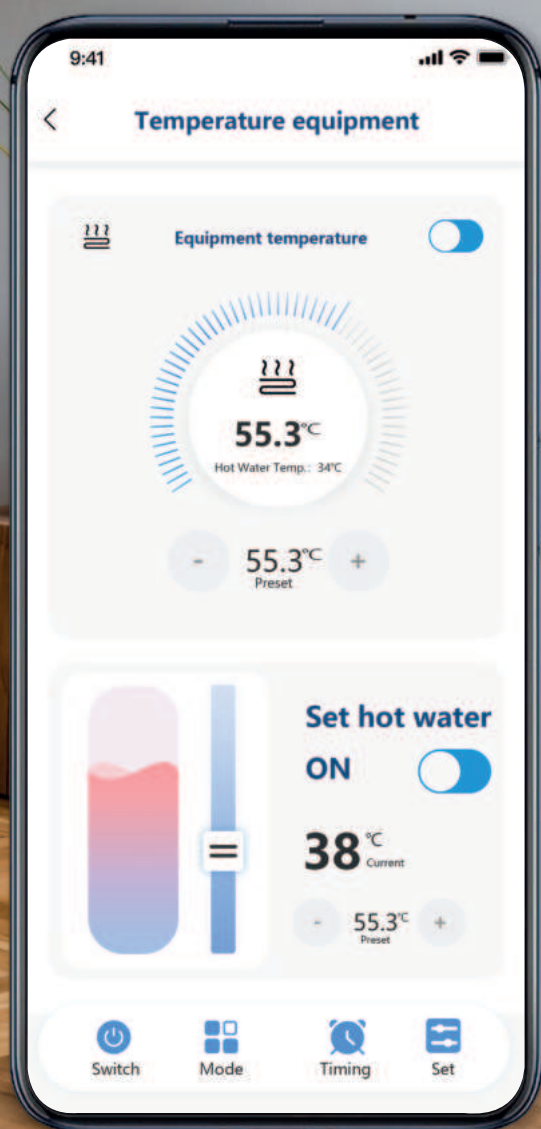 9:41
Temperature equipment
Equipment temperature
55.3°C
Hot Water Temp.: 34°C
- 55.3°C +
Preset
Set hot water
ON
38 °C
Current
- 55.3°C +
Preset
Switch Mode Timing Set